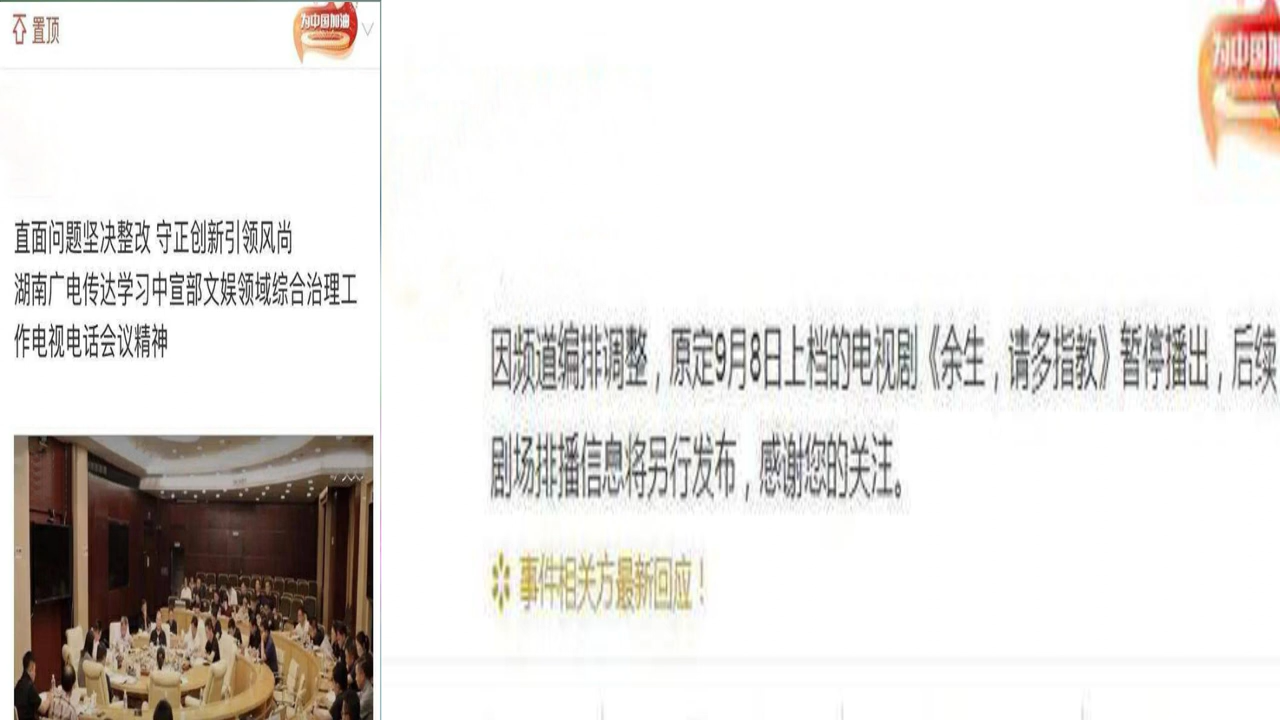 置顶
为中国加油
直面问题坚决整改 守正创新引领风尚
湖南广电传达学习中宣部文娱领域综合治理工
作电视电话会议精神
为中国加
因频道编排调整，原定9月8日上档的电视剧《余生，请多指教》暂停播出，后续
剧场排播信息将另行发布，感谢您的关注。
事件相关方最新回应！